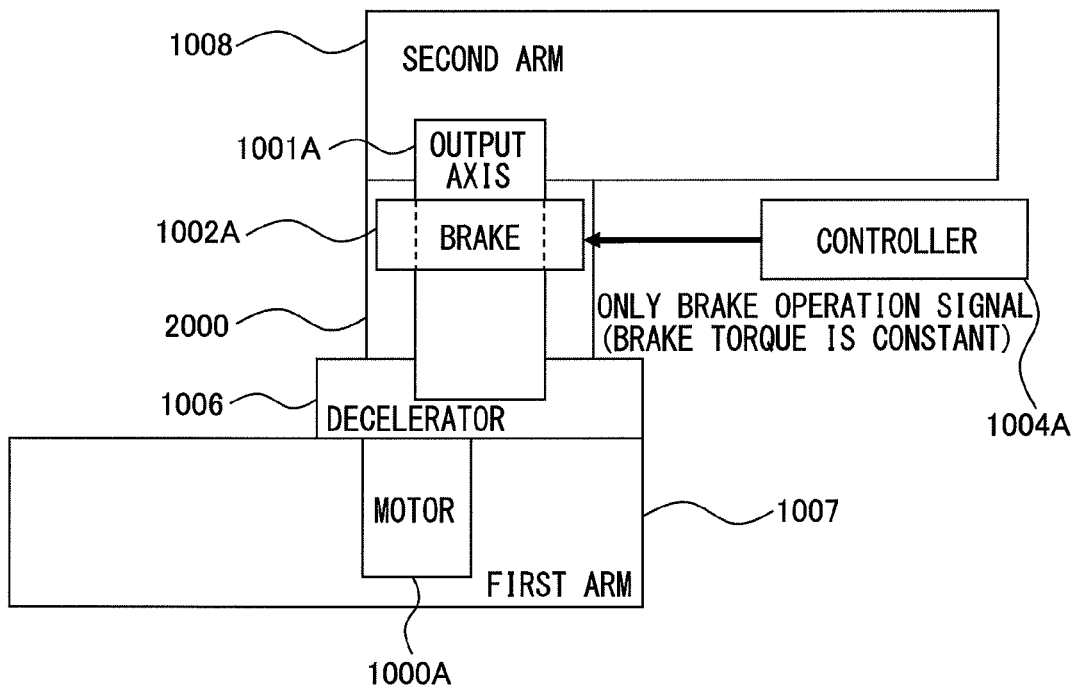 1008
SECOND ARM
1001A
OUTPUT
AXIS
1002A
BRAKE
CONTROLLER
2000
ONLY BRAKE OPERATION SIGNAL
(BRAKE TORQUE IS CONSTANT)
1006
DECELERATOR
1004A
MOTOR
1007
FIRST ARM
1000A